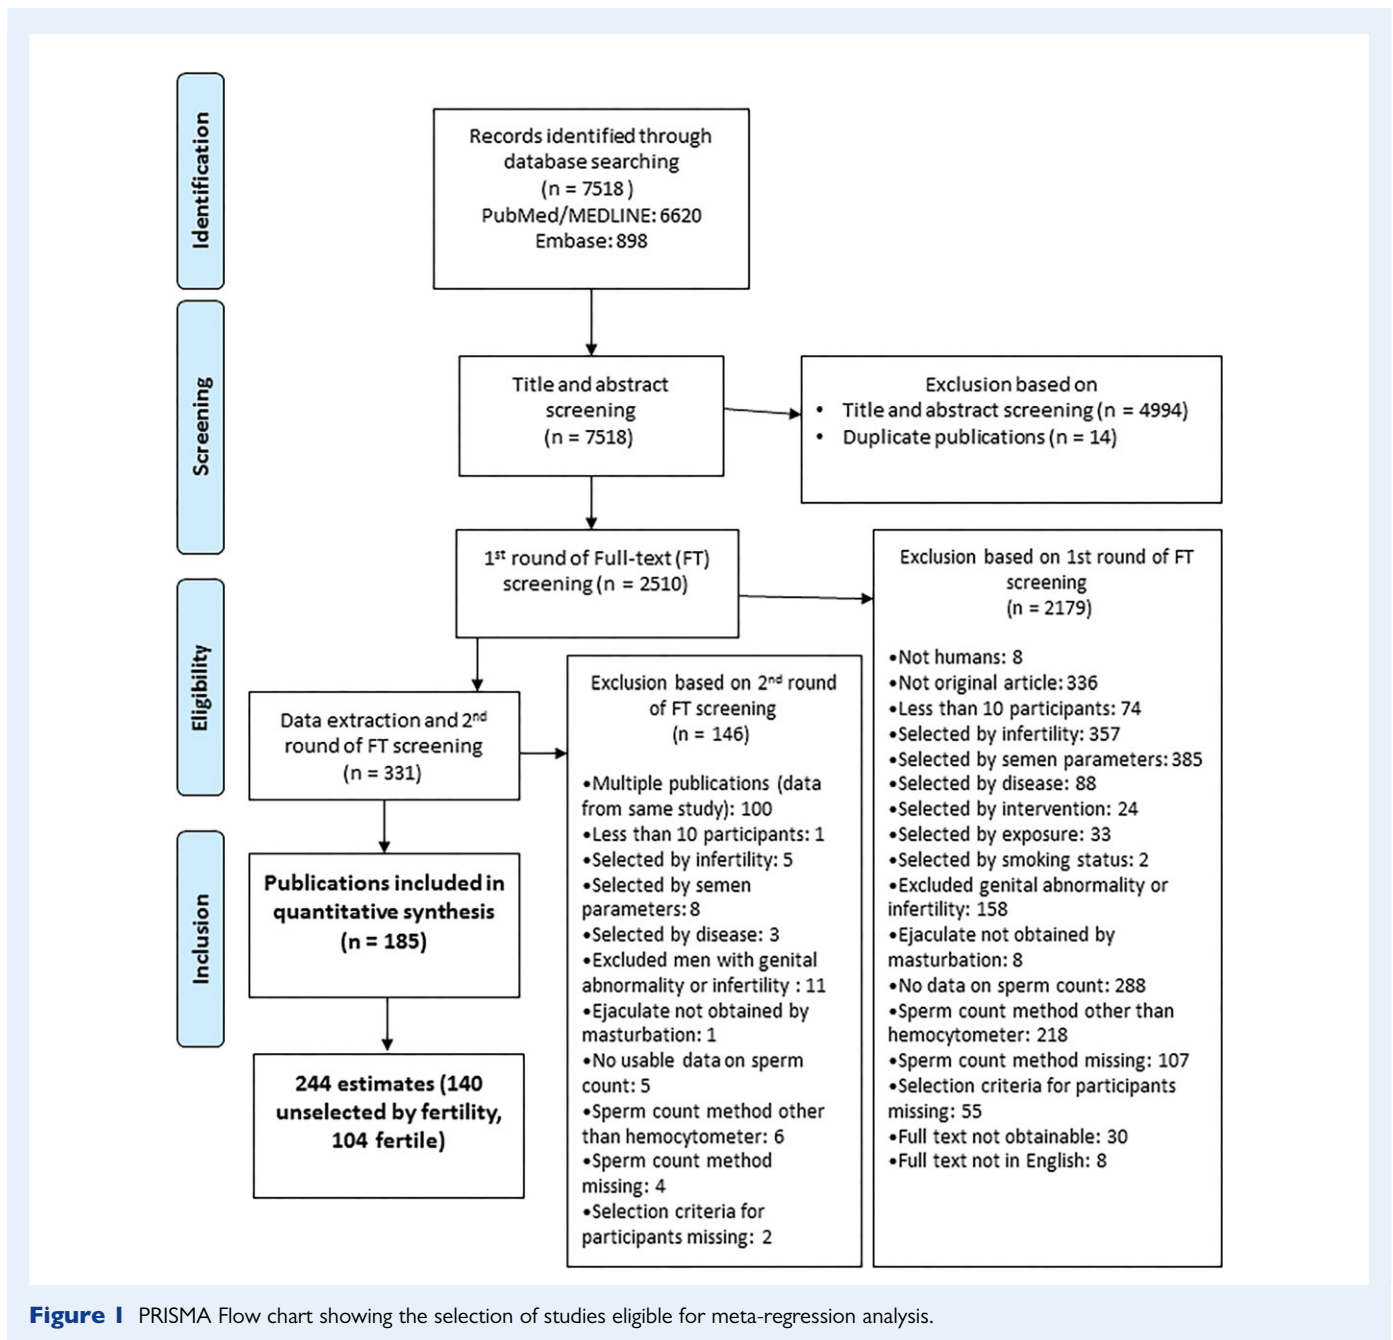 Identification
Records identified through
database searching
(n = 7518 )
PubMed/MEDLINE: 6620
Embase: 898
Screening
Title and abstract
screening
(n = 7518)
Exclusion based on
• Title and abstract screening (n = 4994)
• Duplicate publications (n = 14)
1st round of Full-text (FT)
screening (n = 2510)
Exclusion based on 1st round of FT
screening
(n = 2179)
•Not humans: 8
•Not original article: 336
•Less than 10 participants: 74
•Selected by infertility: 357
•Selected by semen parameters: 385
•Selected by disease: 88
•Selected by intervention: 24
•Selected by exposure: 33
•Selected by smoking status: 2
•Excluded genital abnormality or
infertility: 158
•Ejaculate not obtained by
masturbation: 8
•No data on sperm count: 288
•Sperm count method other than
hemocytometer: 218
•Sperm count method missing: 107
•Selection criteria for participants
missing: 55
•Full text not obtainable: 30
•Full text not in English: 8
Eligibility
Data extraction and 2nd
round of FT screening
(n = 331)
Exclusion based on 2nd round
of FT screening
(n = 146)
•Multiple publications (data
from same study): 100
•Less than 10 participants: 1
•Selected by infertility: 5
•Selected by semen
parameters: 8
•Selected by disease: 3
•Excluded men with genital
abnormality or infertility : 11
•Ejaculate not obtained by
masturbation: 1
•No usable data on sperm
count: 5
•Sperm count method other
than hemocytometer: 6
•Sperm count method
missing: 4
•Selection criteria for
participants missing: 2
Inclusion
Publications included in
quantitative synthesis
(n = 185)
244 estimates (140
unselected by fertility,
104 fertile)
Figure 1 PRISMA Flow chart showing the selection of studies eligible for meta-regression analysis.